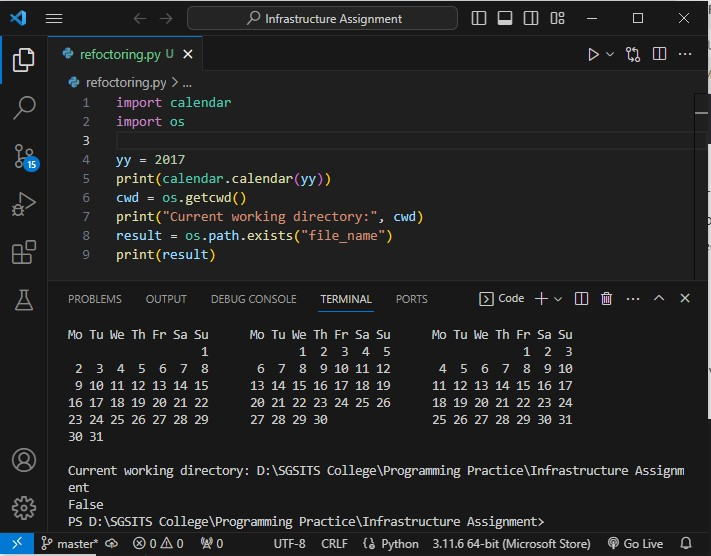 Infrastructure Assignment
refoctoring.py U
refoctoring.py > ...
1 import calendar
2 import os
3
4 yy = 2017
5 print(calendar.calendar(yy))
6 cwd = os.getcwd()
7 print("Current working directory:", cwd)
8 result = os.path.exists("file_name")
9 print(result)
15
PROBLEMS OUTPUT DEBUG CONSOLE TERMINAL PORTS Code ...
Mo Tu We Th Fr Sa Su      Mo Tu We Th Fr Sa Su      Mo Tu We Th Fr Sa Su
                   1             1  2  3  4  5                   1  2  3
 2  3  4  5  6  7  8       6  7  8  9 10 11 12       4  5  6  7  8  9 10
 9 10 11 12 13 14 15      13 14 15 16 17 18 19      11 12 13 14 15 16 17
16 17 18 19 20 21 22      20 21 22 23 24 25 26      18 19 20 21 22 23 24
23 24 25 26 27 28 29      27 28 29 30               25 26 27 28 29 30 31
30 31
Current working directory: D:\SGSITS College\Programming Practice\Infrastructure Assignm
ent
False
PS D:\SGSITS College\Programming Practice\Infrastructure Assignment>
master* 0 0 0 UTF-8 CRLF Python 3.11.6 64-bit (Microsoft Store) Go Live